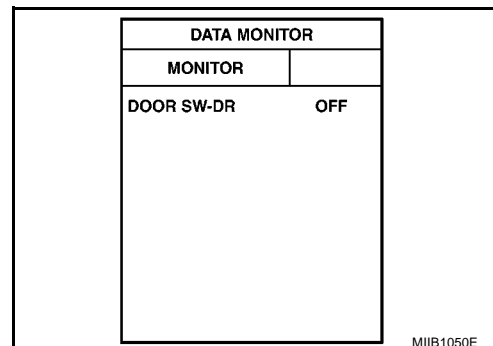 DATA MONITOR
MONITOR
DOOR SW-DR OFF
MIIB1050E